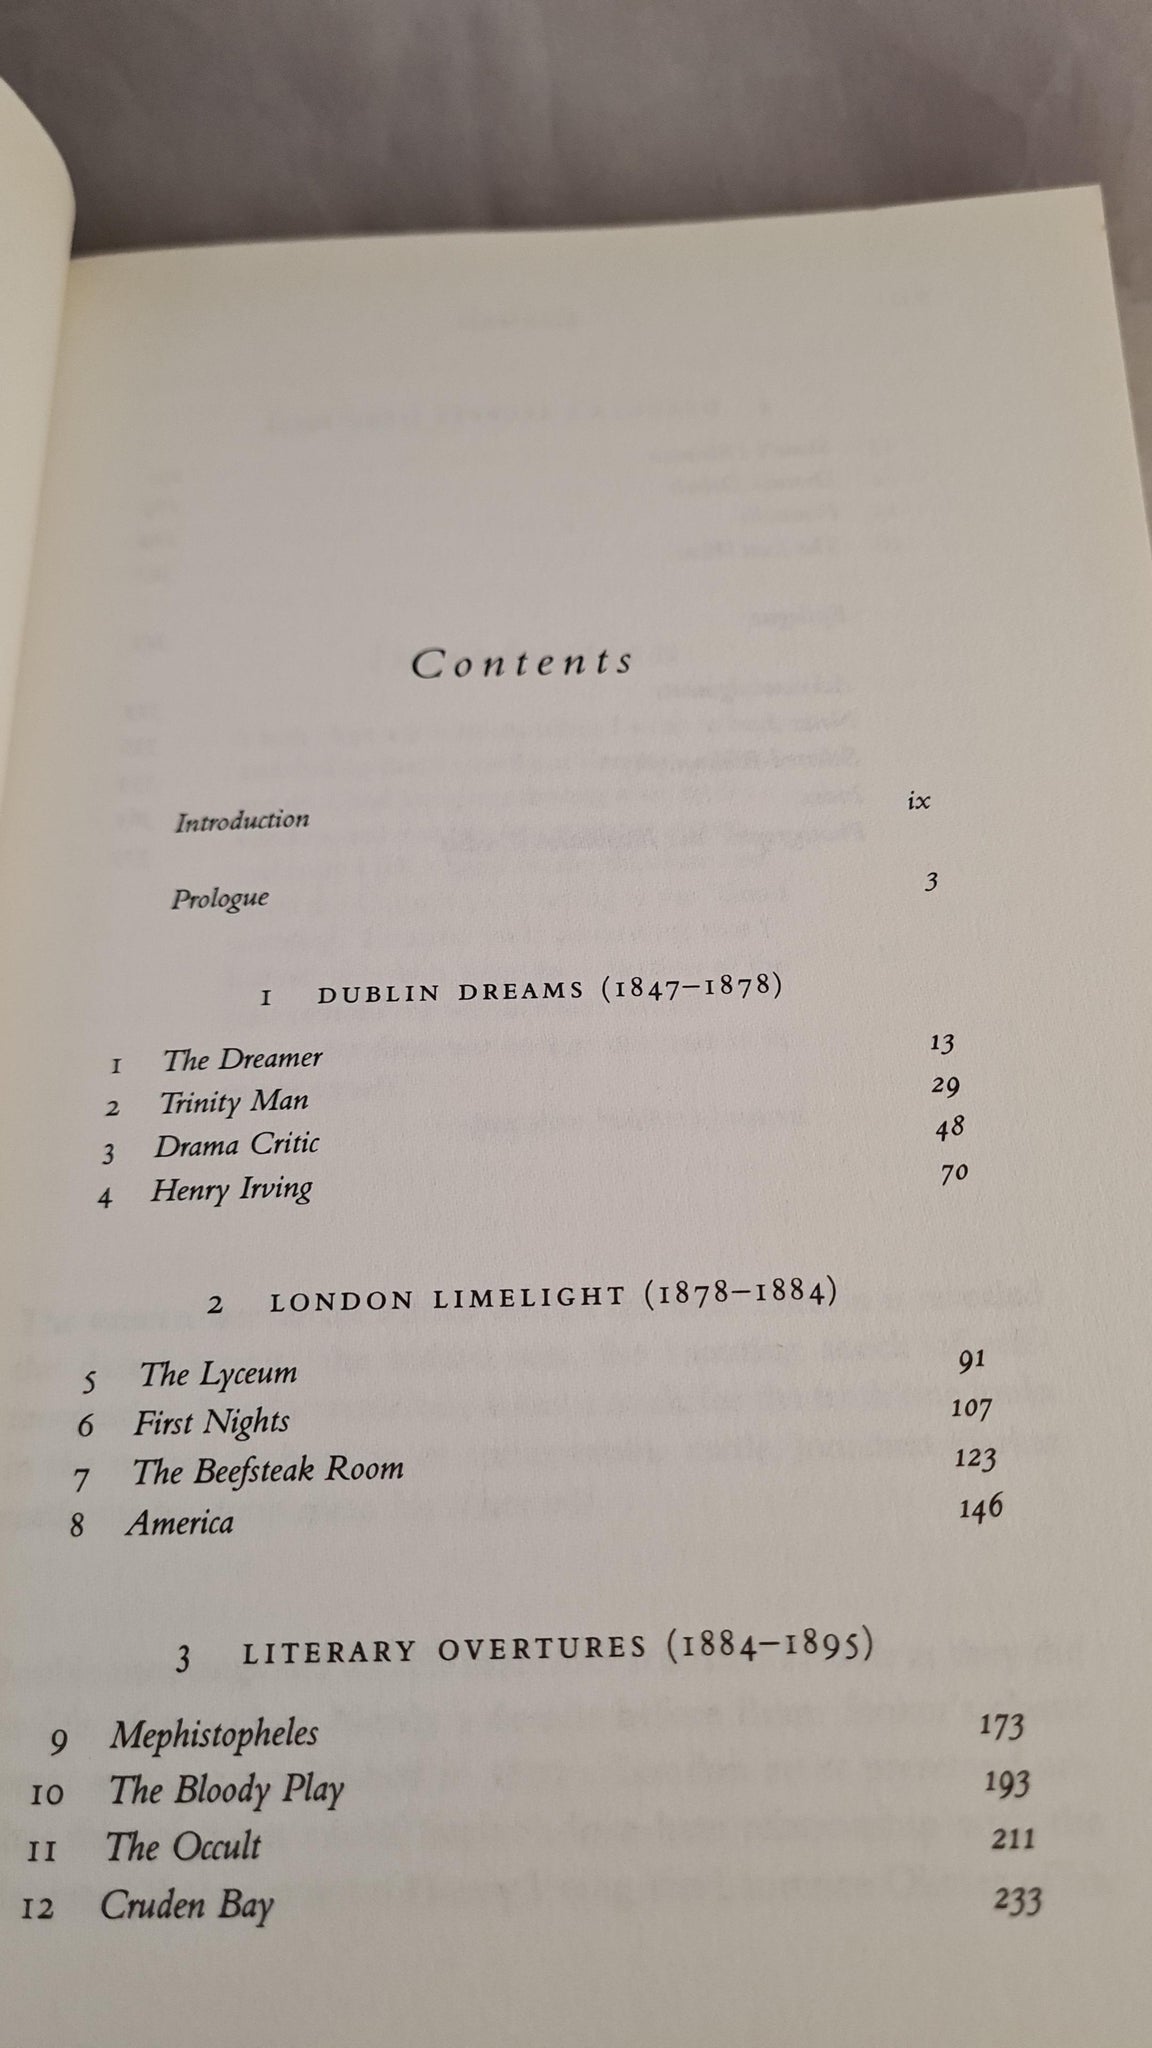 Contents
Introduction ix
Prologue 3
1 DUBLIN DREAMS (1847–1878)
1 The Dreamer 13
2 Trinity Man 29
3 Drama Critic 48
4 Henry Irving 70
2 LONDON LIMELIGHT (1878–1884)
5 The Lyceum 91
6 First Nights 107
7 The Beefsteak Room 123
8 America 146
3 LITERARY OVERTURES (1884–1895)
9 Mephistopheles 173
10 The Bloody Play 193
11 The Occult 211
12 Cruden Bay 233